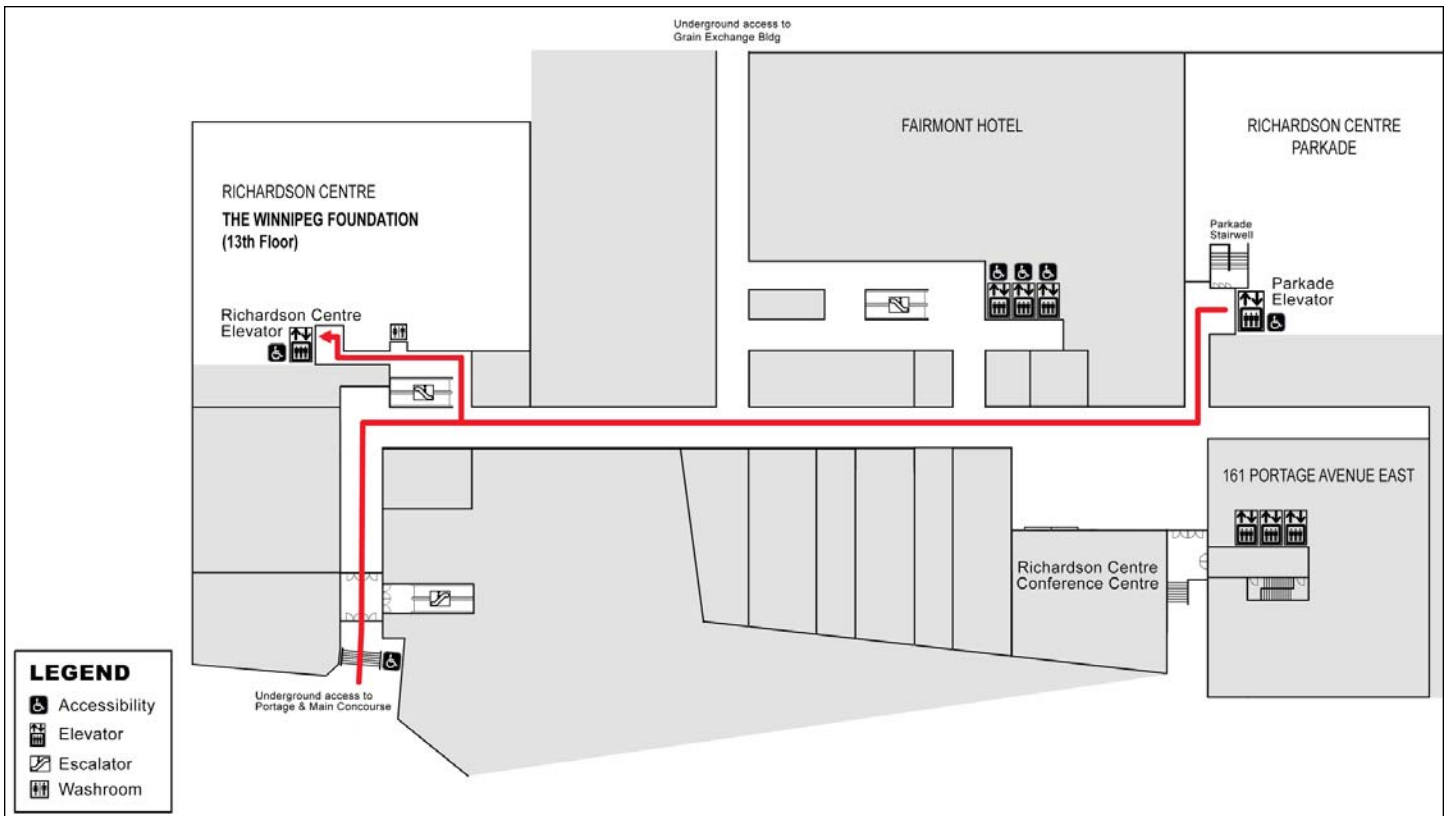 Underground access to
Grain Exchange Bldg
FAIRMONT HOTEL
RICHARDSON CENTRE
PARKADE
RICHARDSON CENTRE
THE WINNIPEG FOUNDATION
(13th Floor)
Parkade
Stairwell
Parkade
Elevator
Richardson Centre
Elevator
161 PORTAGE AVENUE EAST
Richardson Centre
Conference Centre
Underground access to
Portage & Main Concourse
LEGEND
Accessibility
Elevator
Escalator
Washroom